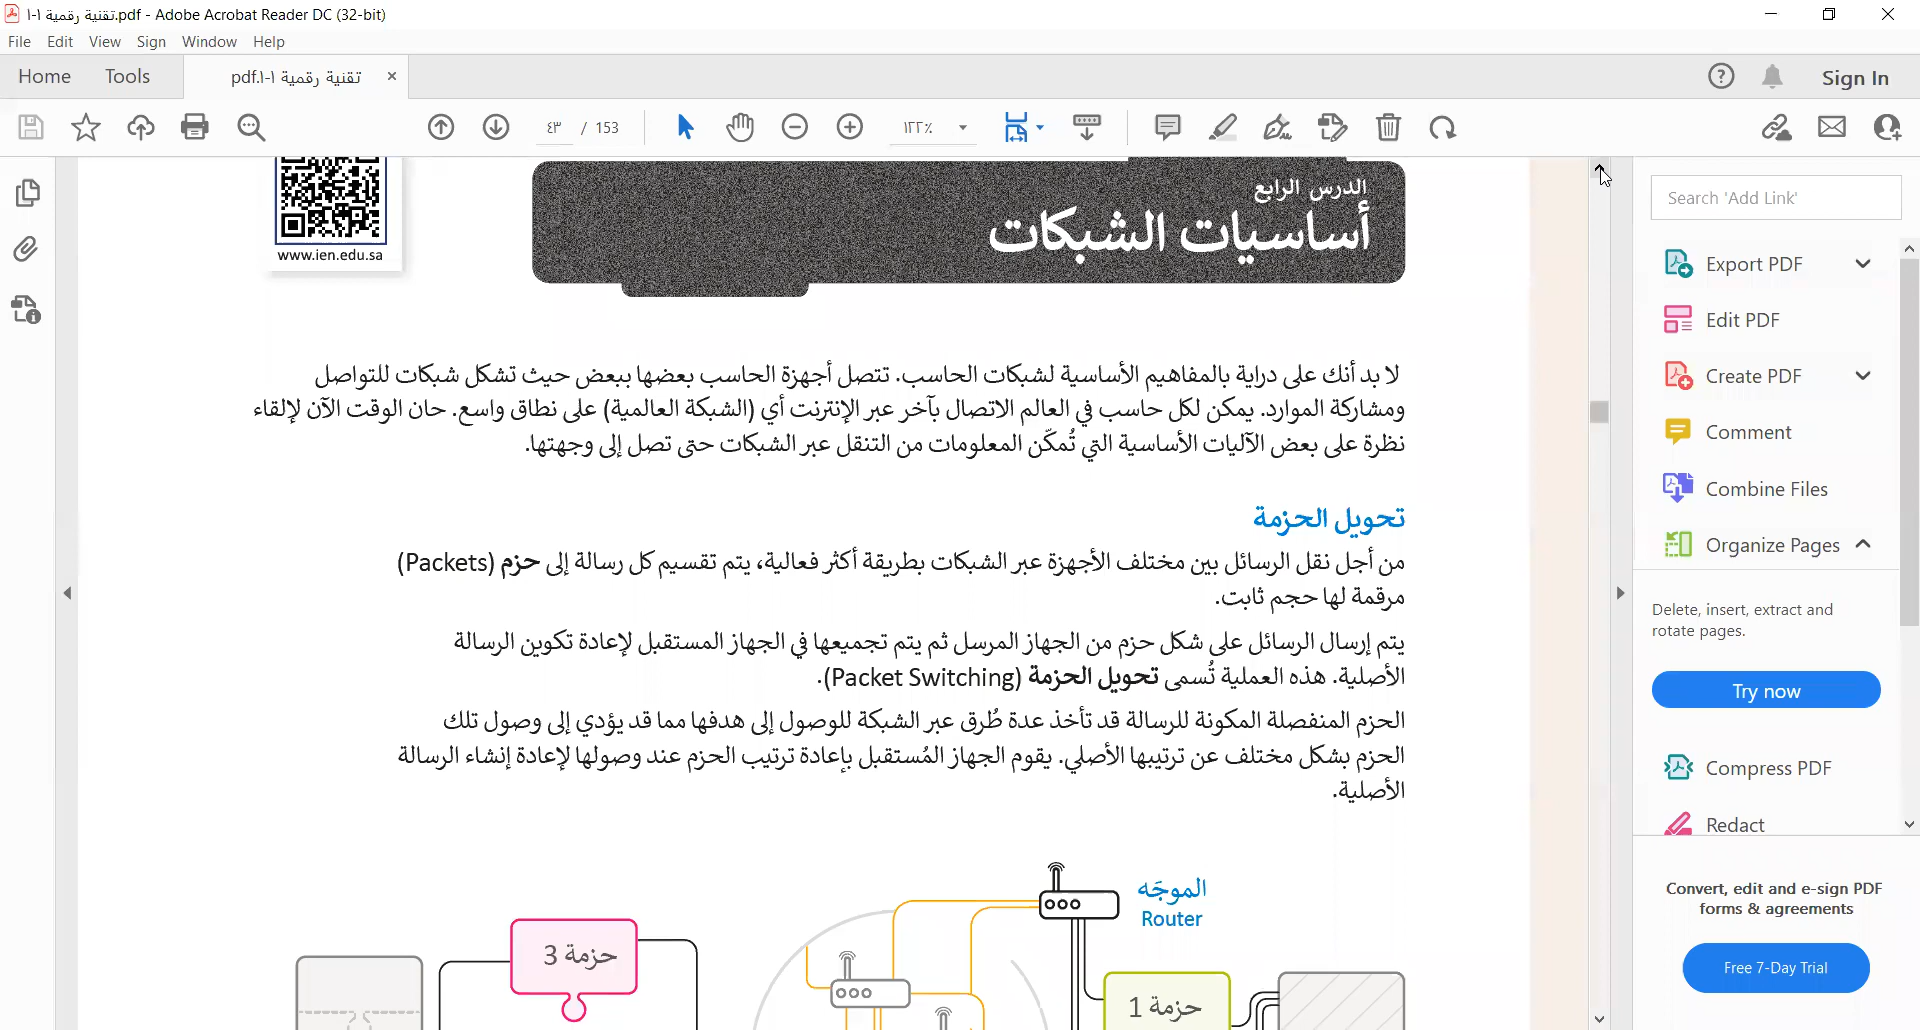 تقنية رقمية ١-١.pdf - Adobe Acrobat Reader DC (32-bit)
File Edit View Sign Window Help
Home Tools تقنية رقمية ١-١.pdf Sign In
٤٣ / 153 ١٢٢٪
www.ien.edu.sa
الدرس الرابع
أساسيات الشبكات
لا بد أنك على دراية بالمفاهيم الأساسية لشبكات الحاسب. تتصل أجهزة الحاسب بعضها ببعض حيث تشكل شبكات للتواصل
ومشاركة الموارد. يمكن لكل حاسب في العالم الاتصال بآخر عبر الإنترنت أي (الشبكة العالمية) على نطاق واسع. حان الوقت الآن لإلقاء
نظرة على بعض الآليات الأساسية التي تُمكّن المعلومات من التنقل عبر الشبكات حتى تصل إلى وجهتها.
تحويل الحزمة
من أجل نقل الرسائل بين مختلف الأجهزة عبر الشبكات بطريقة أكثر فعالية، يتم تقسيم كل رسالة إلى حزم (Packets)
مرقمة لها حجم ثابت.
يتم إرسال الرسائل على شكل حزم من الجهاز المرسل ثم يتم تجميعها في الجهاز المستقبل لإعادة تكوين الرسالة
الأصلية. هذه العملية تُسمى تحويل الحزمة (Packet Switching).
الحزم المنفصلة المكونة للرسالة قد تأخذ عدة طُرق عبر الشبكة للوصول إلى هدفها مما قد يؤدي إلى وصول تلك
الحزم بشكل مختلف عن ترتيبها الأصلي. يقوم الجهاز المُستقبل بإعادة ترتيب الحزم عند وصولها لإعادة إنشاء الرسالة
الأصلية.
الموجَه
Router
حزمة 3
حزمة 1
Search 'Add Link'
Export PDF
Edit PDF
Create PDF
Comment
Combine Files
Organize Pages
Delete, insert, extract and
rotate pages.
Try now
Compress PDF
Redact
Convert, edit and e-sign PDF
forms & agreements
Free 7-Day Trial